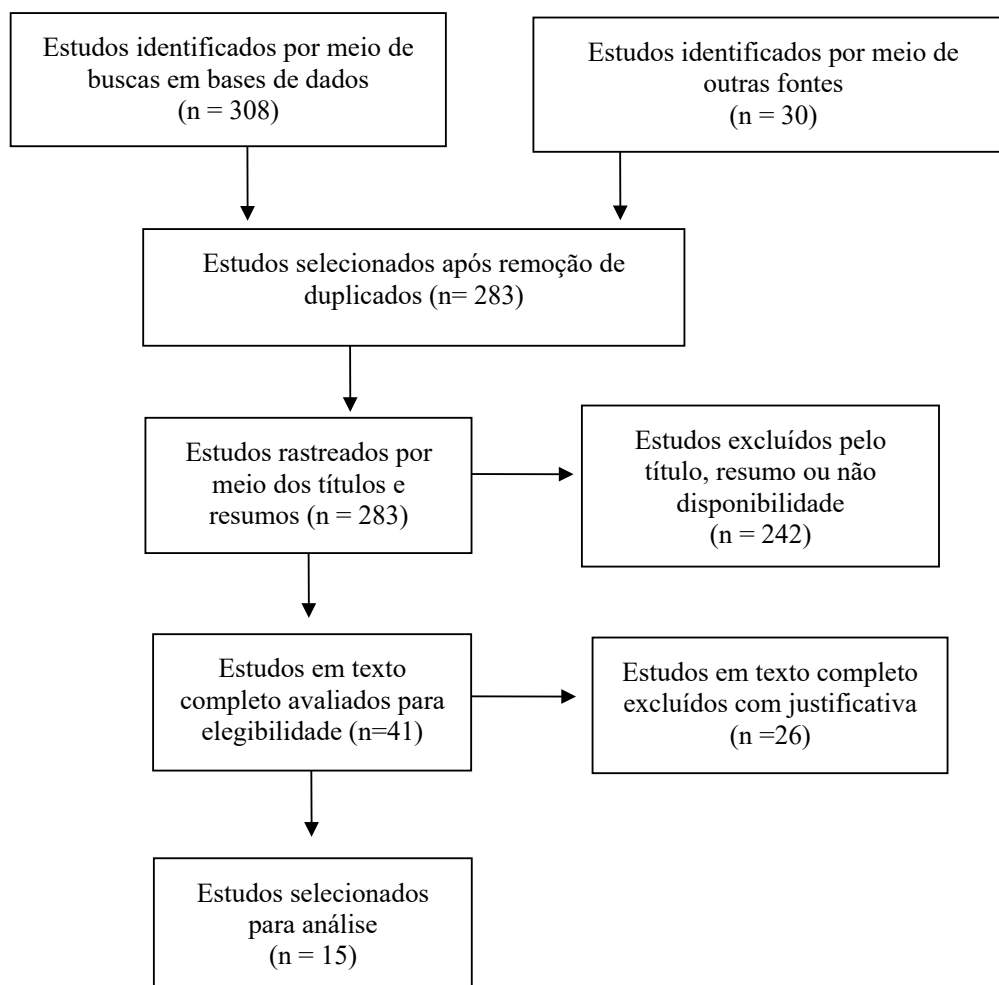 Estudos identificados por meio de
buscas em bases de dados
(n = 308)
Estudos identificados por meio de
outras fontes
(n = 30)
Estudos selecionados após remoção de
duplicados (n= 283)
Estudos rastreados por
meio dos títulos e
resumos (n = 283)
Estudos excluídos pelo
título, resumo ou não
disponibilidade
(n = 242)
Estudos em texto
completo avaliados para
elegibilidade (n=41)
Estudos em texto completo
excluídos com justificativa
(n =26)
Estudos selecionados
para análise
(n = 15)